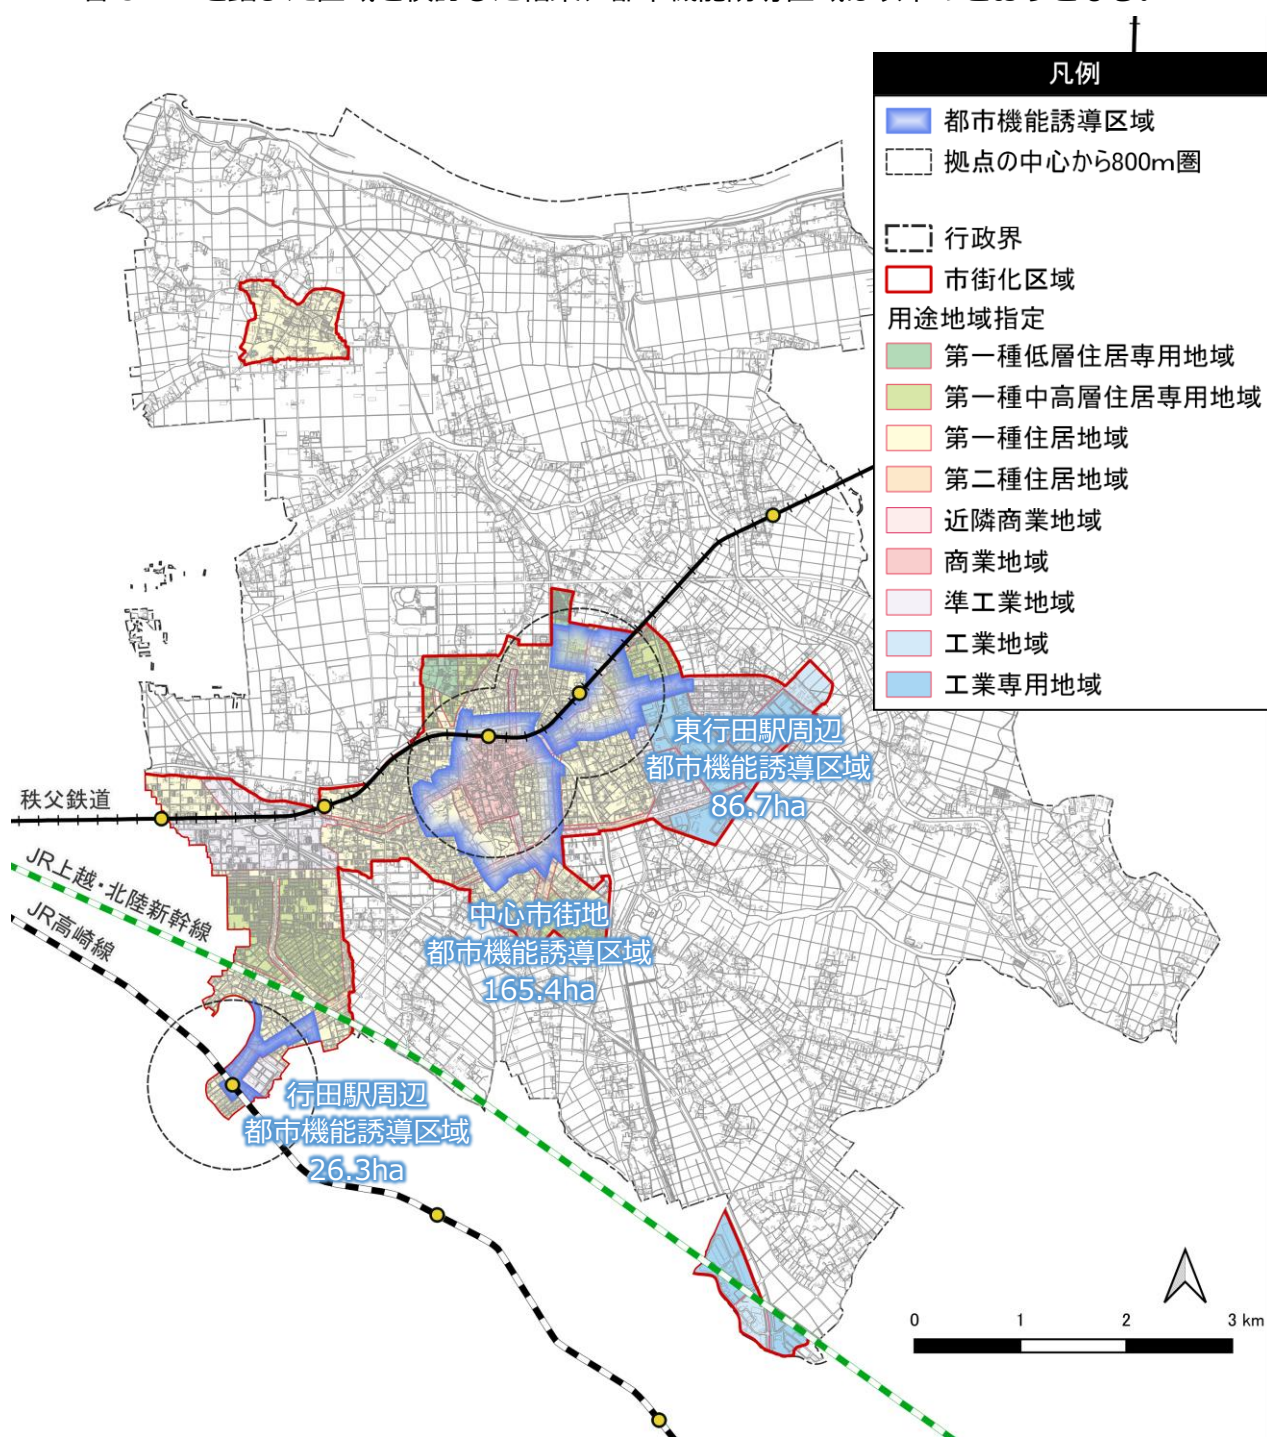 凡例
都市機能誘導区域
拠点の中心から800m圏
行政界
市街化区域
用途地域指定
第一種低層住居専用地域
第一種中高層住居専用地域
第一種住居地域
第二種住居地域
近隣商業地域
商業地域
準工業地域
工業地域
工業専用地域
東行田駅周辺
都市機能誘導区域
86.7ha
秩父鉄道
JR上越・北陸新幹線
JR高崎線
中心市街地
都市機能誘導区域
165.4ha
行田駅周辺
都市機能誘導区域
26.3ha
0 1 2 3 km